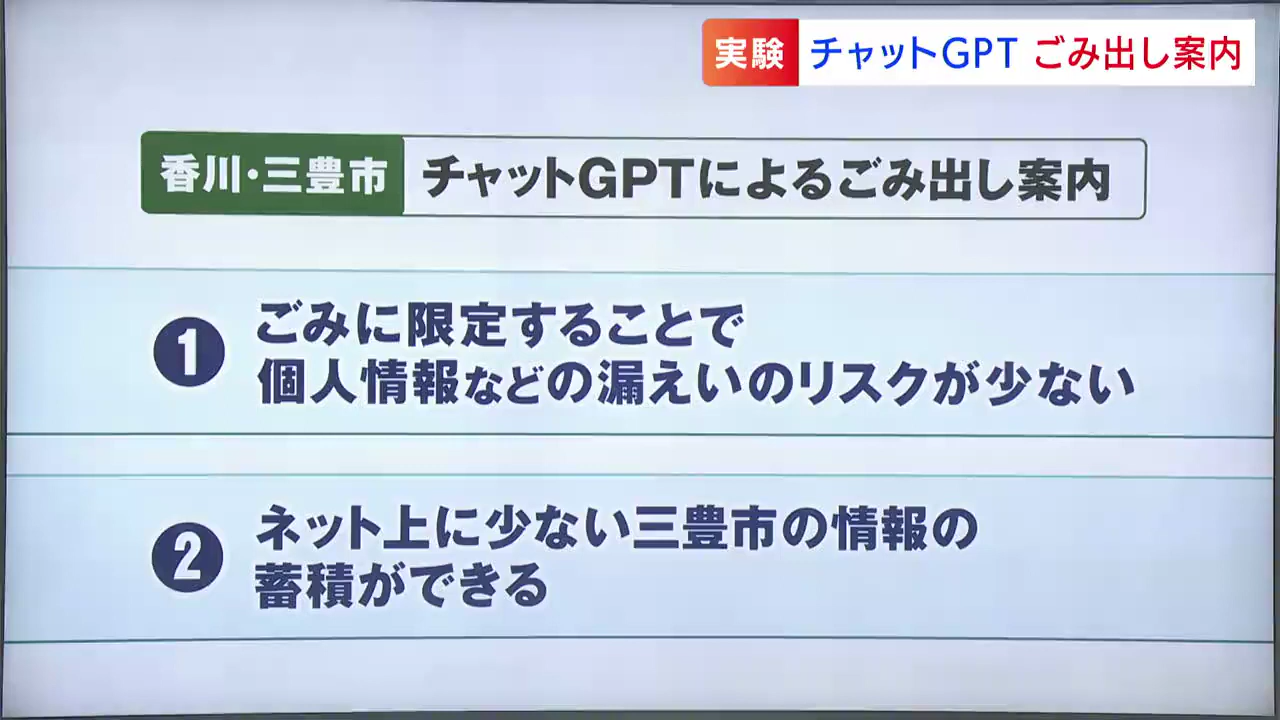 実験 チャットGPT ごみ出し案内
香川・三豊市 チャットGPTによるごみ出し案内
1 ごみに限定することで
個人情報などの漏えいのリスクが少ない
2 ネット上に少ない三豊市の情報の
蓄積ができる